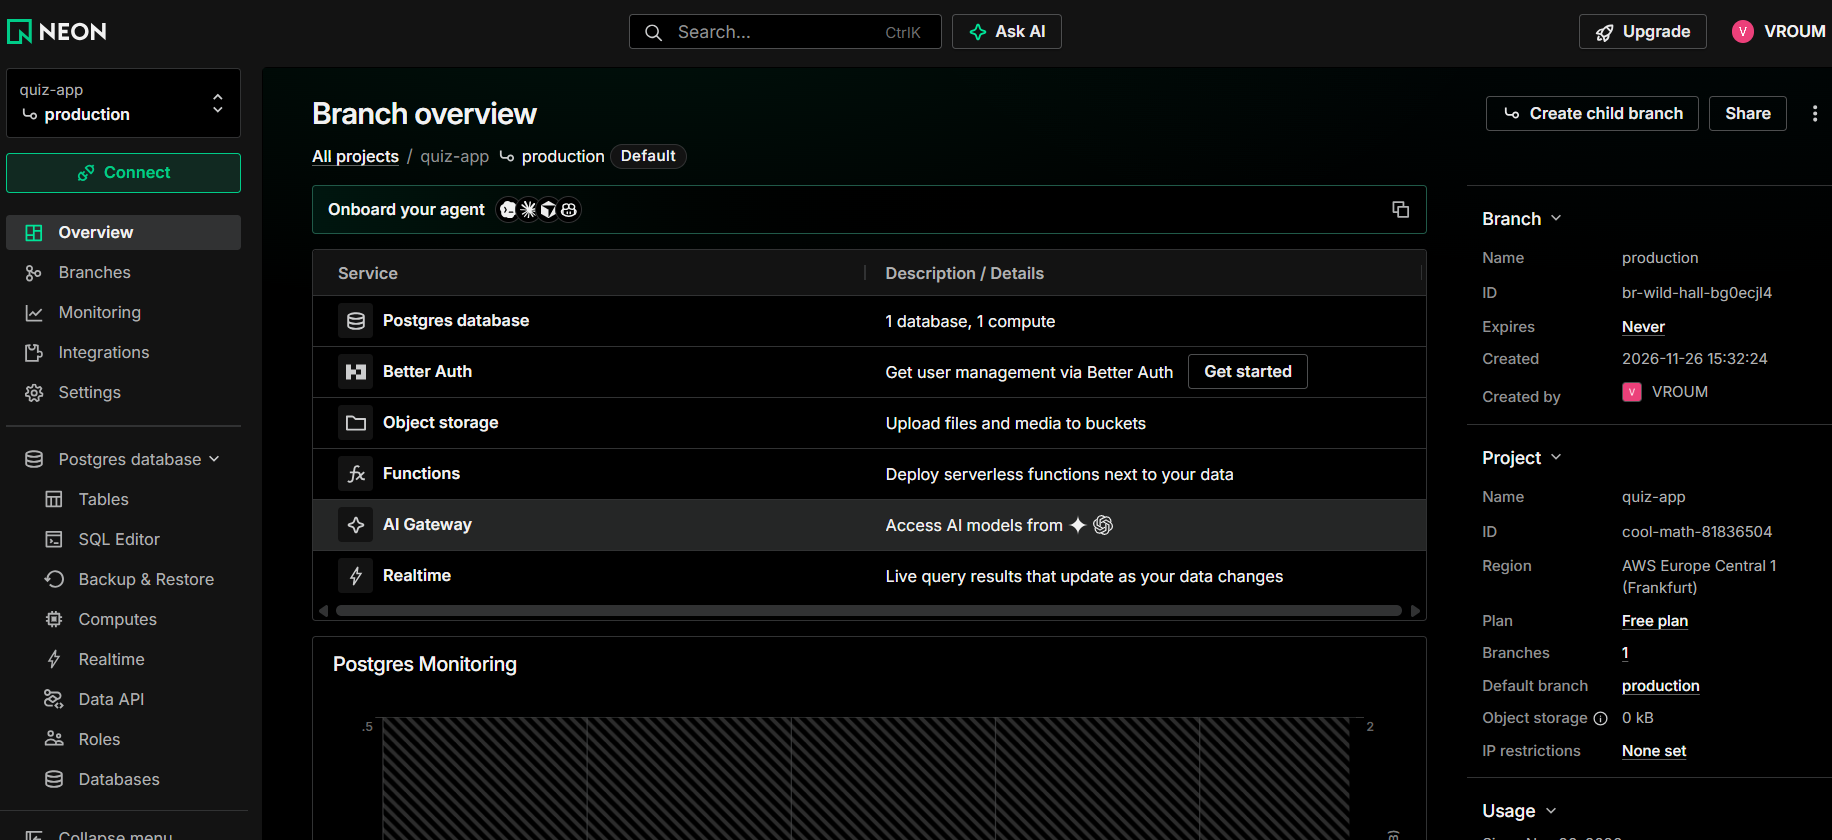 NEON
Search...
CtrlK
Ask AI
Upgrade
V
VROUM
quiz-app
production
Connect
Overview
Branches
Monitoring
Integrations
Settings
Postgres database
Tables
SQL Editor
Backup & Restore
Computes
Realtime
Data API
Roles
Databases
Collapse menu
Branch overview
Create child branch
Share
All projects / quiz-app production Default
Onboard your agent
Service Description / Details
Postgres database 1 database, 1 compute
Better Auth Get user management via Better Auth Get started
Object storage Upload files and media to buckets
Functions Deploy serverless functions next to your data
AI Gateway Access AI models from
Realtime Live query results that update as your data changes
Postgres Monitoring
.5
2
Branch
Name production
ID br-wild-hall-bg0ecjl4
Expires Never
Created 2026-11-26 15:32:24
Created by V VROUM
Project
Name quiz-app
ID cool-math-81836504
Region AWS Europe Central 1
(Frankfurt)
Plan Free plan
Branches 1
Default branch production
Object storage 0 kB
IP restrictions None set
Usage